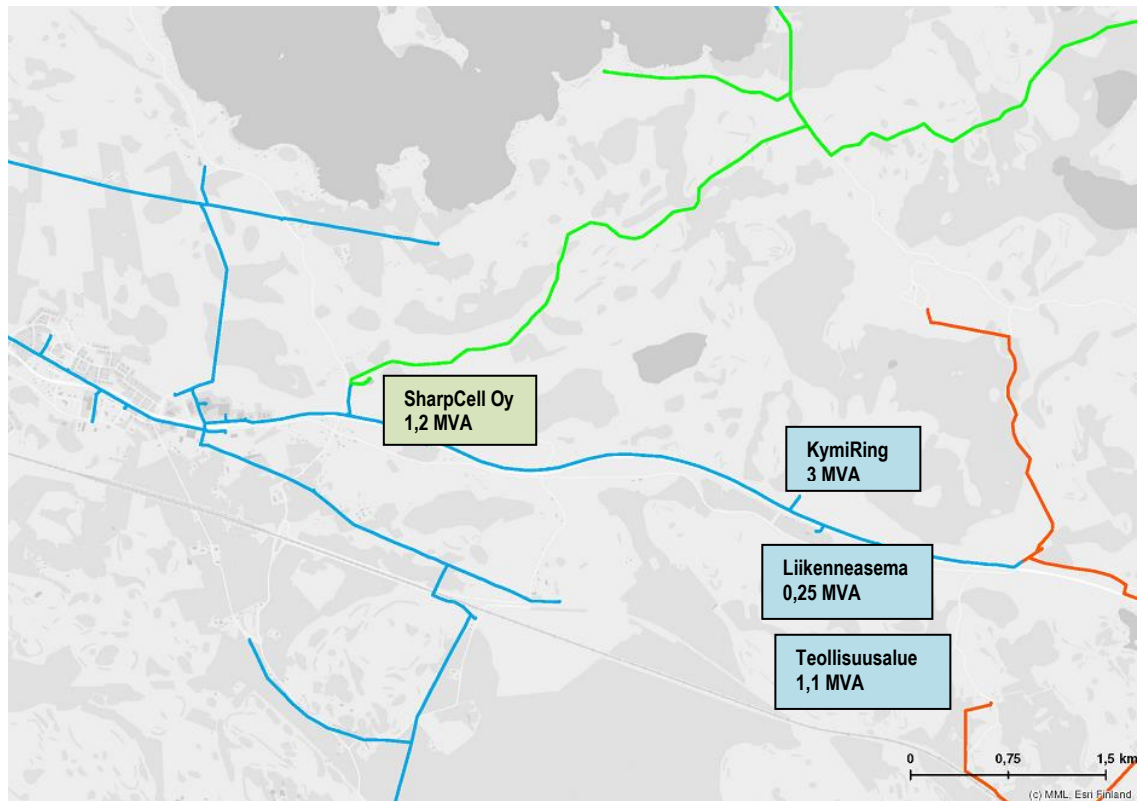 SharpCell Oy
1,2 MVA
KymiRing
3 MVA
Liikenneasema
0,25 MVA
Teollisuusalue
1,1 MVA
0 0,75 1,5 km
(c) MML, Esri Finland